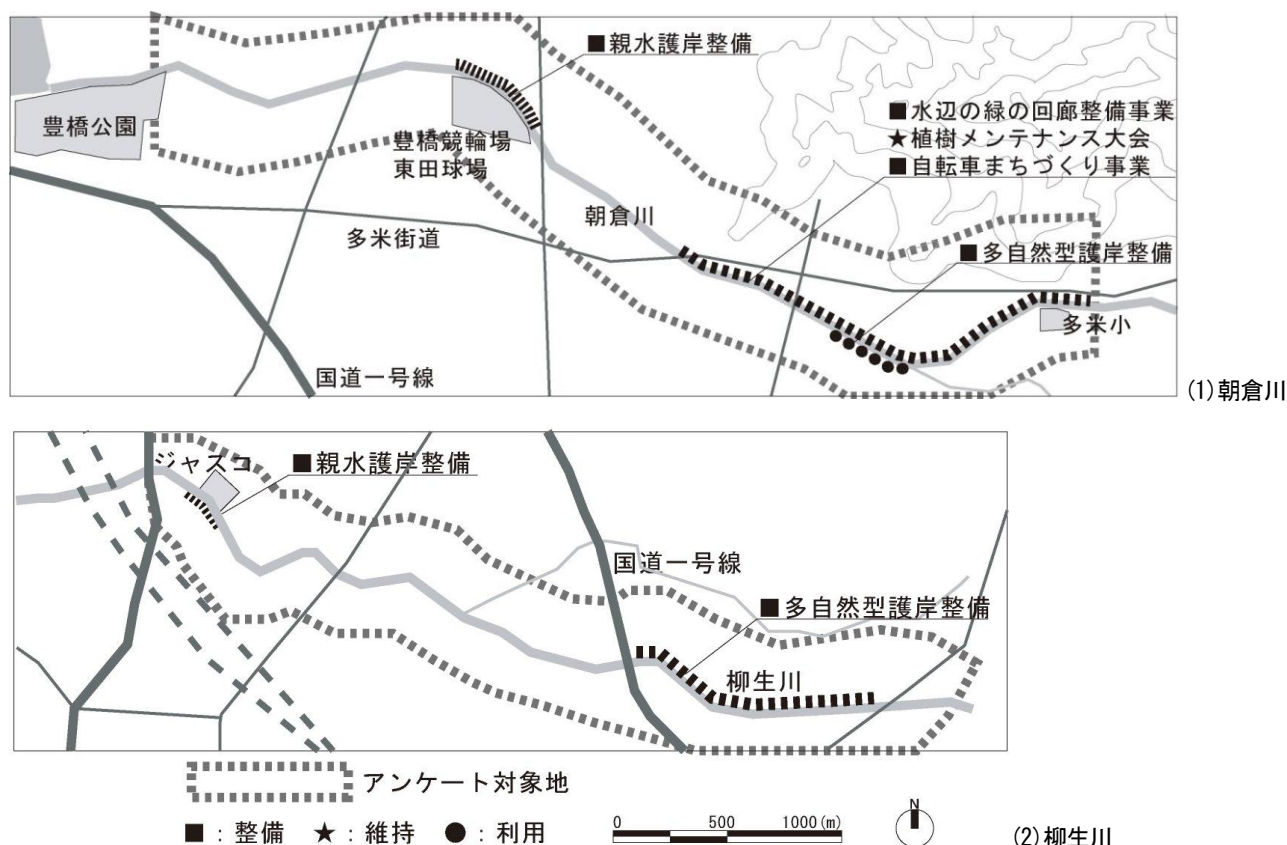 ■親水護岸整備
■水辺の緑の回廊整備事業
★植樹メンテナンス大会
■自転車まちづくり事業
豊橋公園
豊橋競輪場
東田球場
朝倉川
多米街道
■多自然型護岸整備
多米小
国道一号線
(1)朝倉川
ジャスコ
■親水護岸整備
国道一号線
■多自然型護岸整備
柳生川
アンケート対象地
■：整備 ★：維持 ●：利用
0 500 1000(m)
N
(2)柳生川